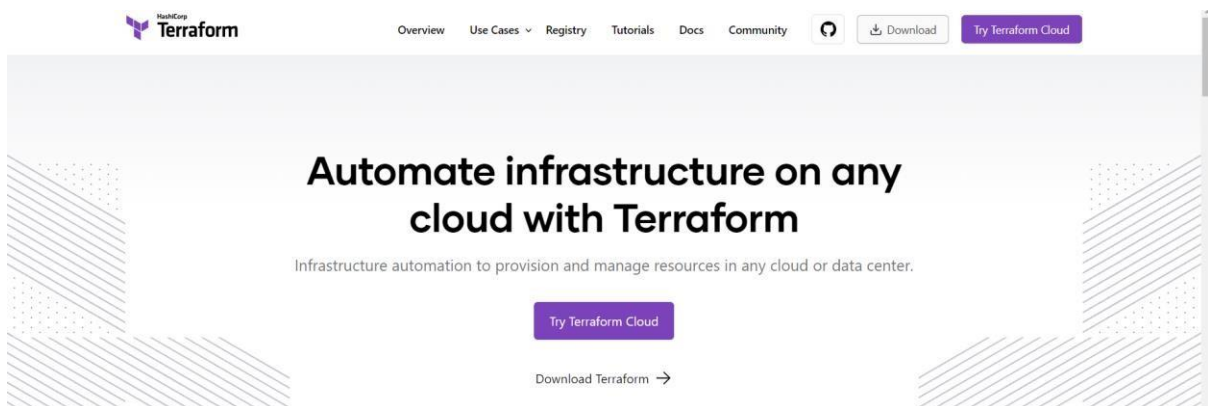 HashiCorp
Terraform
Overview Use Cases Registry Tutorials Docs Community Download Try Terraform Cloud
Automate infrastructure on any
cloud with Terraform
Infrastructure automation to provision and manage resources in any cloud or data center.
Try Terraform Cloud
Download Terraform →